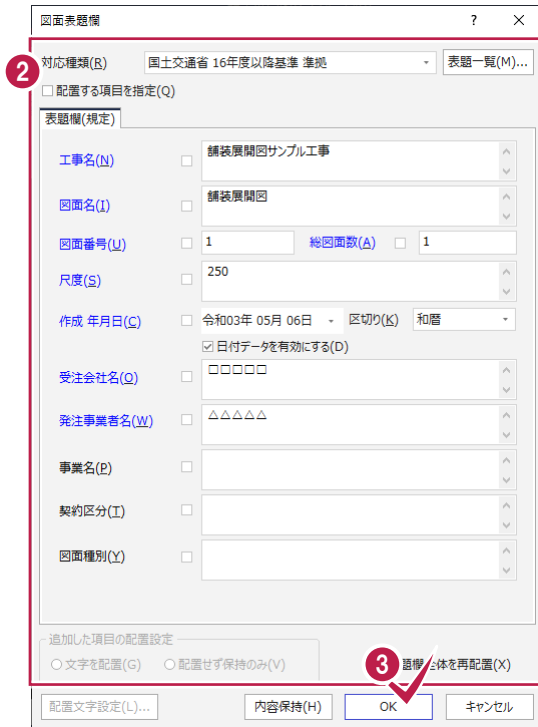 図面表題欄 ? ×
2
対応種類(R) 国土交通省 16年度以降基準 準拠 表題一覧(M)...
配置する項目を指定(Q)
表題欄(規定)
工事名(N) 舗装展開図サンプル工事
図面名(I) 舗装展開図
図面番号(U) 1 総図面数(A) 1
尺度(S) 250
作成 年月日(C) 令和03年 05月 06日 区切り(K) 和暦
日付データを有効にする(D)
受注会社名(O) □□□□□
発注事業者名(W) △△△△△
事業名(P)
契約区分(T)
図面種別(Y)
追加した項目の配置設定
文字を配置(G) 配置せず保持のみ(V) 3 題欄全体を再配置(X)
配置文字設定(L)... 内容保持(H) OK キャンセル